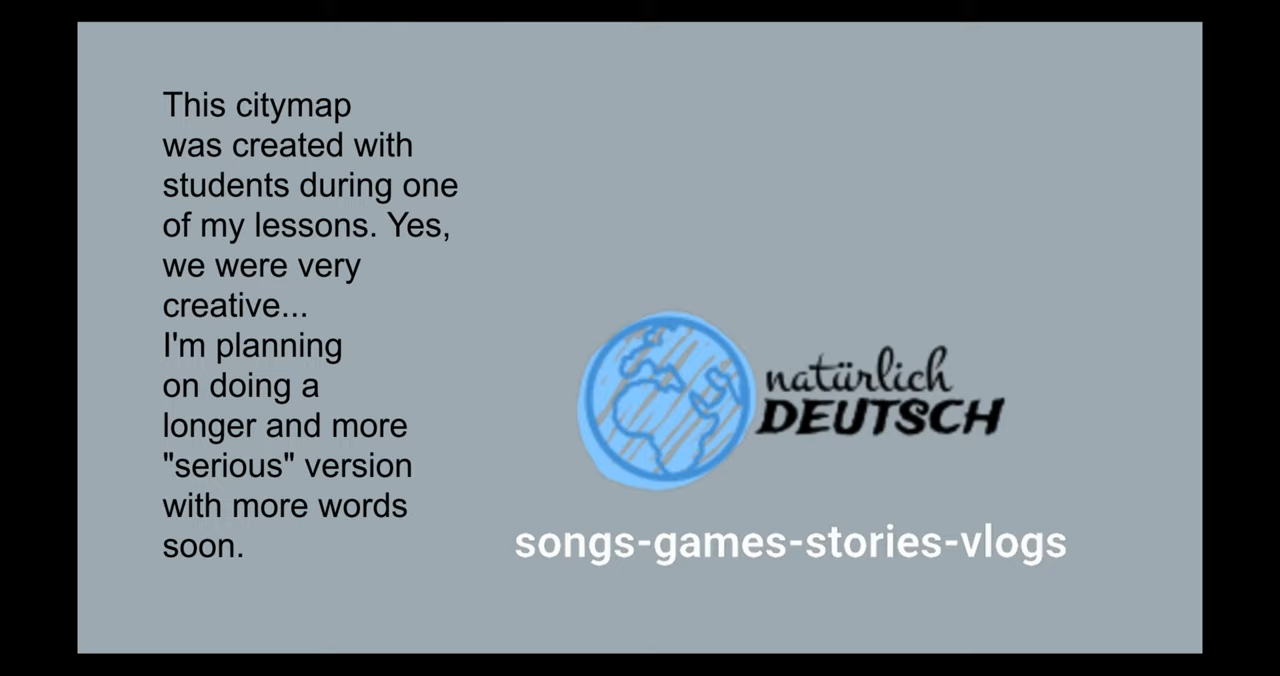 This citymap
was created with
students during one
of my lessons. Yes,
we were very
creative...
I'm planning
on doing a
longer and more
"serious" version
with more words
soon.
natürlich
DEUTSCH
songs-games-stories-vlogs